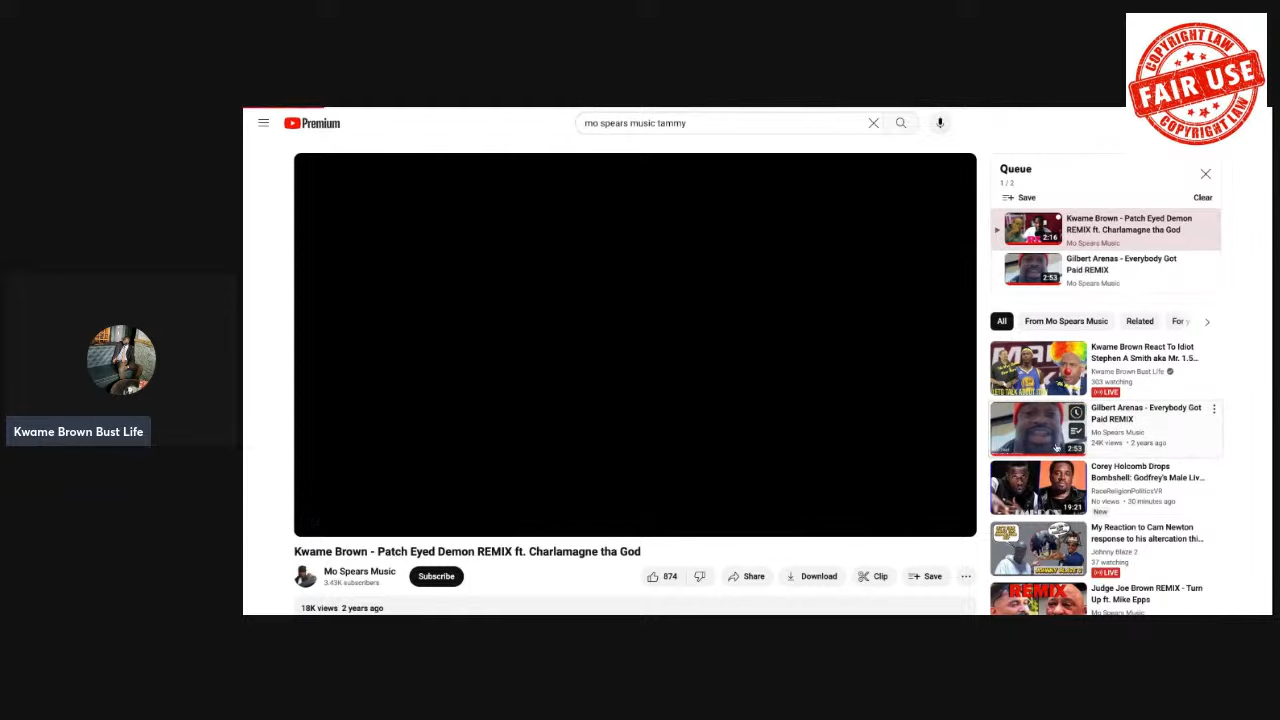 COPYRIGHT LAW
FAIR USE
COPYRIGHT LAW
Premium
mo spears music tammy
Queue
1 / 2
Save
Clear
Kwame Brown - Patch Eyed Demon
REMIX ft. Charlamagne tha God
2:16
Mo Spears Music
Gilbert Arenas - Everybody Got
Paid REMIX
2:53
Mo Spears Music
All
From Mo Spears Music
Related
For y
Kwame Brown React To Idiot
Stephen A Smith aka Mr. 1.5...
Kwame Brown Bust Life
303 watching
LIVE
Gilbert Arenas - Everybody Got
Paid REMIX
Mo Spears Music
24K views • 2 years ago
2:53
Corey Holcomb Drops
Bombshell: Godfrey's Male Liv...
RaceReligionPoliticsVR
No views • 30 minutes ago
19:21
New
My Reaction to Cam Newton
response to his altercation thi...
Johnny Blaze 2
37 watching
LIVE
REMIX
Judge Joe Brown REMIX - Turn
Up ft. Mike Epps
Mo Spears Music
Kwame Brown - Patch Eyed Demon REMIX ft. Charlamagne tha God
Mo Spears Music
3.43K subscribers
Subscribe
874
Share
Download
Clip
Save
18K views 2 years ago
Kwame Brown Bust Life